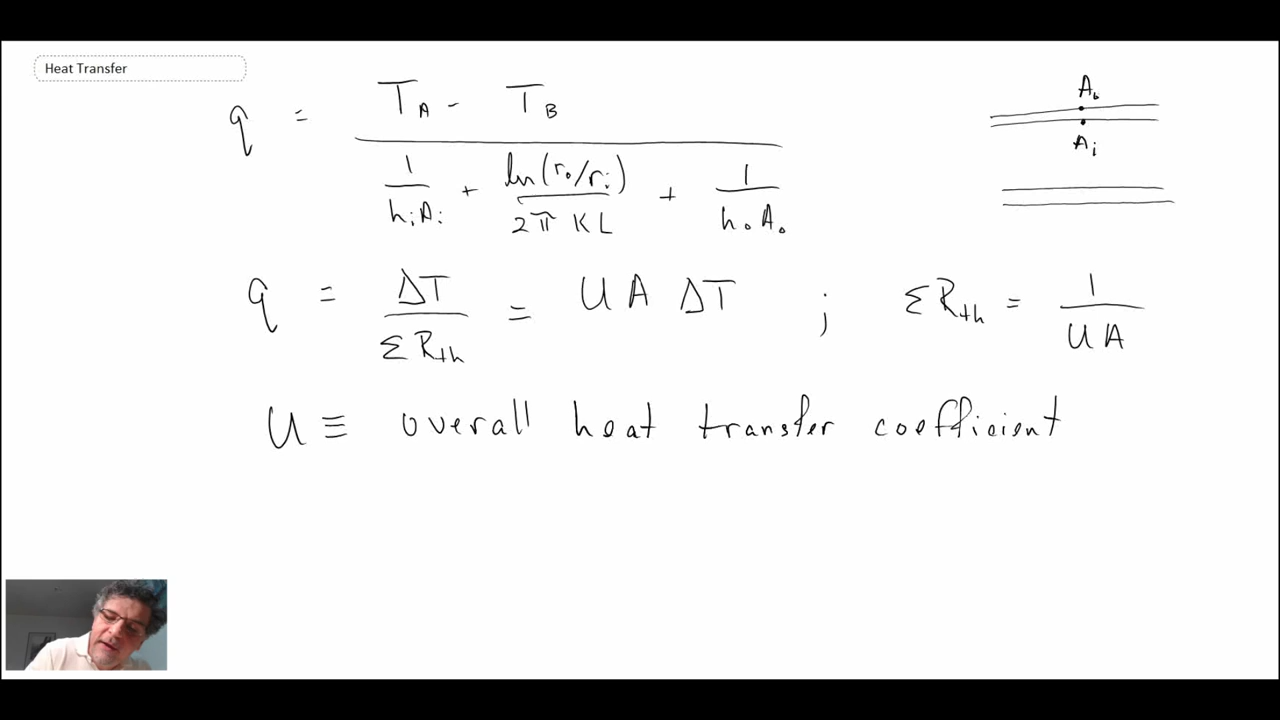 Heat Transfer
q = (T_A - T_B) / (1/(h_i A_i) + ln(r_o/r_i)/(2π K L) + 1/(h_o A_o))
A_o
A_i
q = ΔT/ΣR_th = U A ΔT ; ΣR_th = 1/(U A)
U ≡ overall heat transfer coefficient